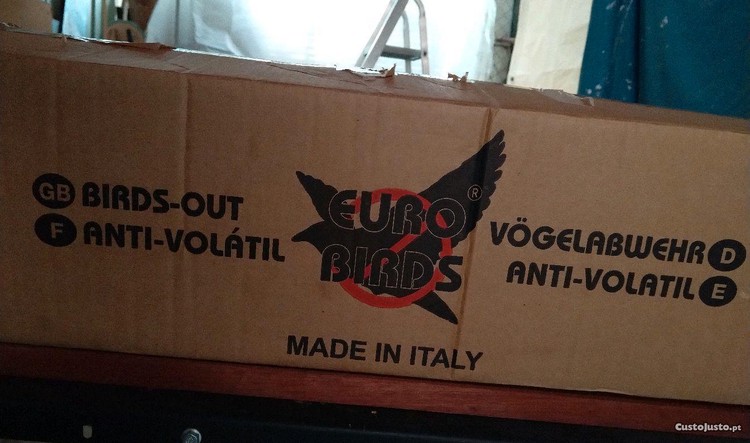 GB BIRDS-OUT
F ANTI-VOLÁTIL
EURO®
BIRDS
VÖGELABWEHR D
ANTI-VOLATIL E
MADE IN ITALY
CustoJusto.pt